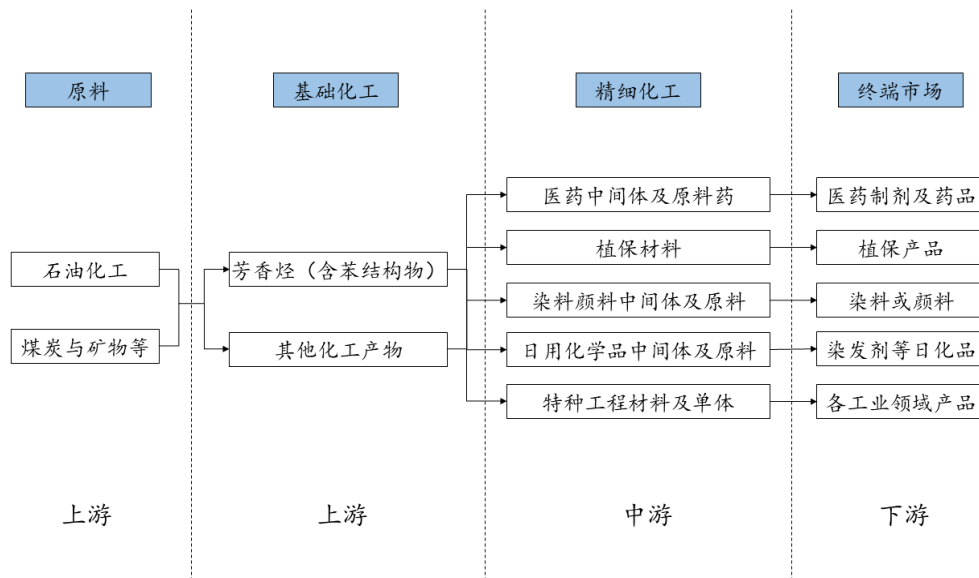 原料
基础化工
精细化工
终端市场
医药中间体及原料药
医药制剂及药品
植保材料
植保产品
石油化工
芳香烃（含苯结构物）
染料颜料中间体及原料
染料或颜料
煤炭与矿物等
其他化工产物
日用化学品中间体及原料
染发剂等日化品
特种工程材料及单体
各工业领域产品
上游
上游
中游
下游